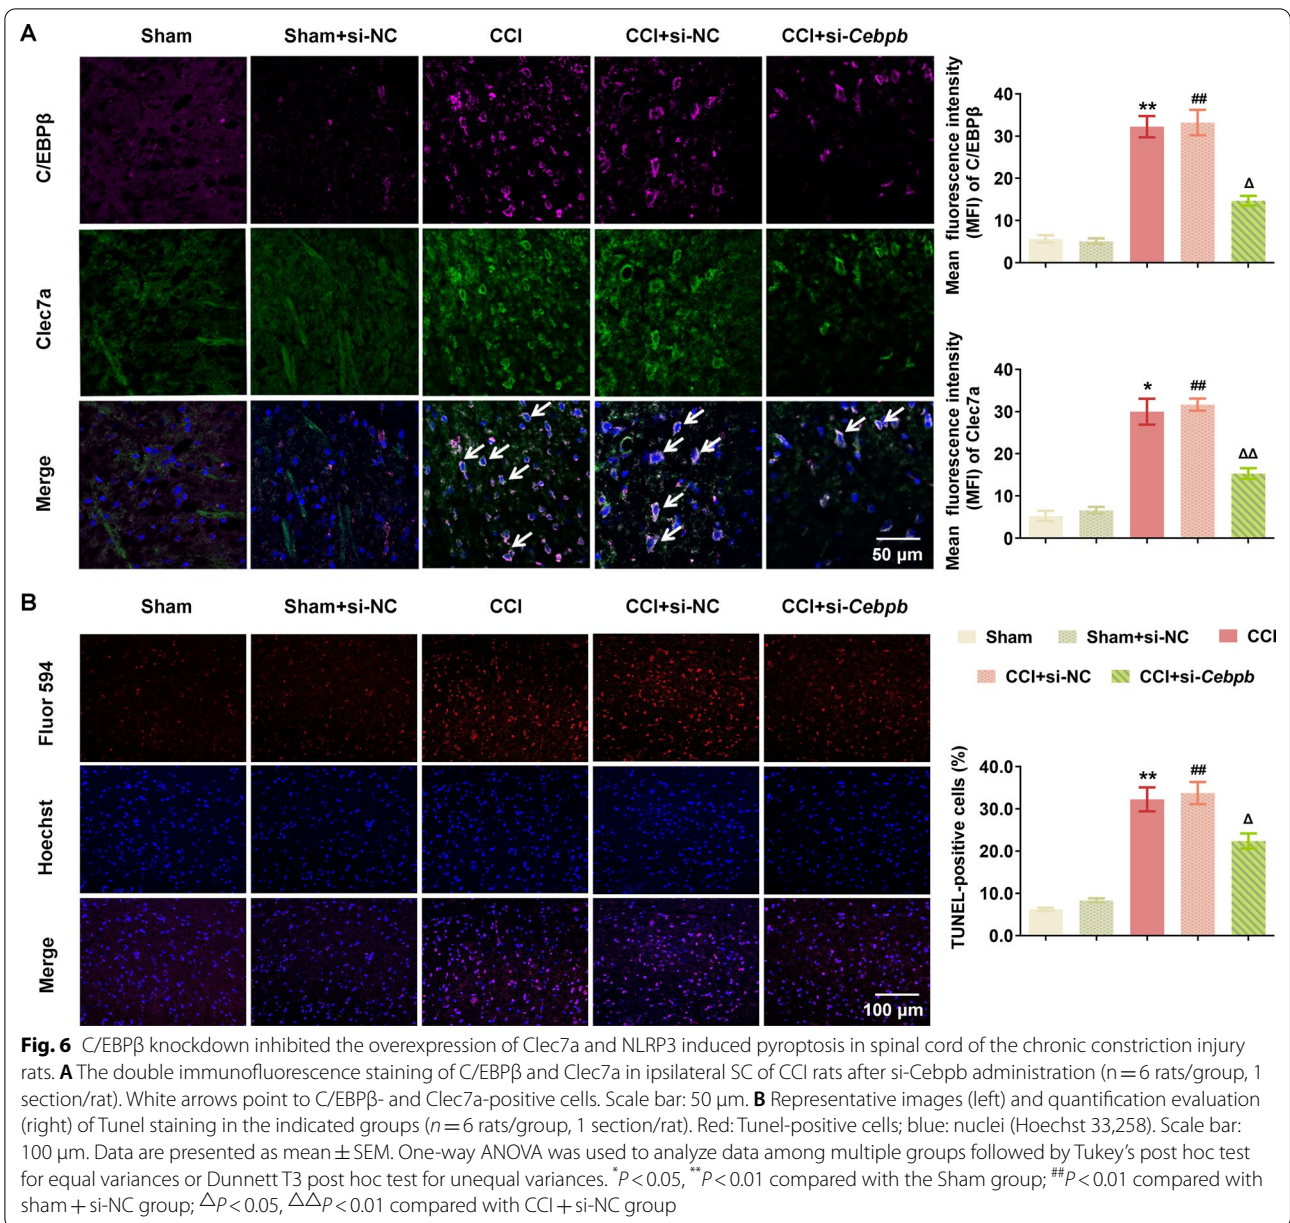 A
Sham
Sham+si-NC
CCI
CCI+si-NC
CCI+si-Cebpb
C/EBPβ
Clec7a
Merge
50 μm
Mean fluorescence intensity
(MFI) of C/EBPβ
40
30
20
10
0
**
##
Δ
Mean fluorescence intensity
(MFI) of Clec7a
40
30
20
10
0
*
##
ΔΔ
B
Sham
Sham+si-NC
CCI
CCI+si-NC
CCI+si-Cebpb
Fluor 594
Hoechst
Merge
100 μm
Sham
Sham+si-NC
CCI
CCI+si-NC
CCI+si-Cebpb
TUNEL-positive cells (%)
40.0
30.0
20.0
10.0
0.0
**
##
Δ
Fig. 6 C/EBPβ knockdown inhibited the overexpression of Clec7a and NLRP3 induced pyroptosis in spinal cord of the chronic constriction injury
rats. A The double immunofluorescence staining of C/EBPβ and Clec7a in ipsilateral SC of CCI rats after si-Cebpb administration (n = 6 rats/group, 1
section/rat). White arrows point to C/EBPβ- and Clec7a-positive cells. Scale bar: 50 μm. B Representative images (left) and quantification evaluation
(right) of Tunel staining in the indicated groups (n = 6 rats/group, 1 section/rat). Red: Tunel-positive cells; blue: nuclei (Hoechst 33,258). Scale bar:
100 μm. Data are presented as mean ± SEM. One-way ANOVA was used to analyze data among multiple groups followed by Tukey's post hoc test
for equal variances or Dunnett T3 post hoc test for unequal variances. *P < 0.05, **P < 0.01 compared with the Sham group; ##P < 0.01 compared with
sham + si-NC group; △P < 0.05, △△P < 0.01 compared with CCI + si-NC group